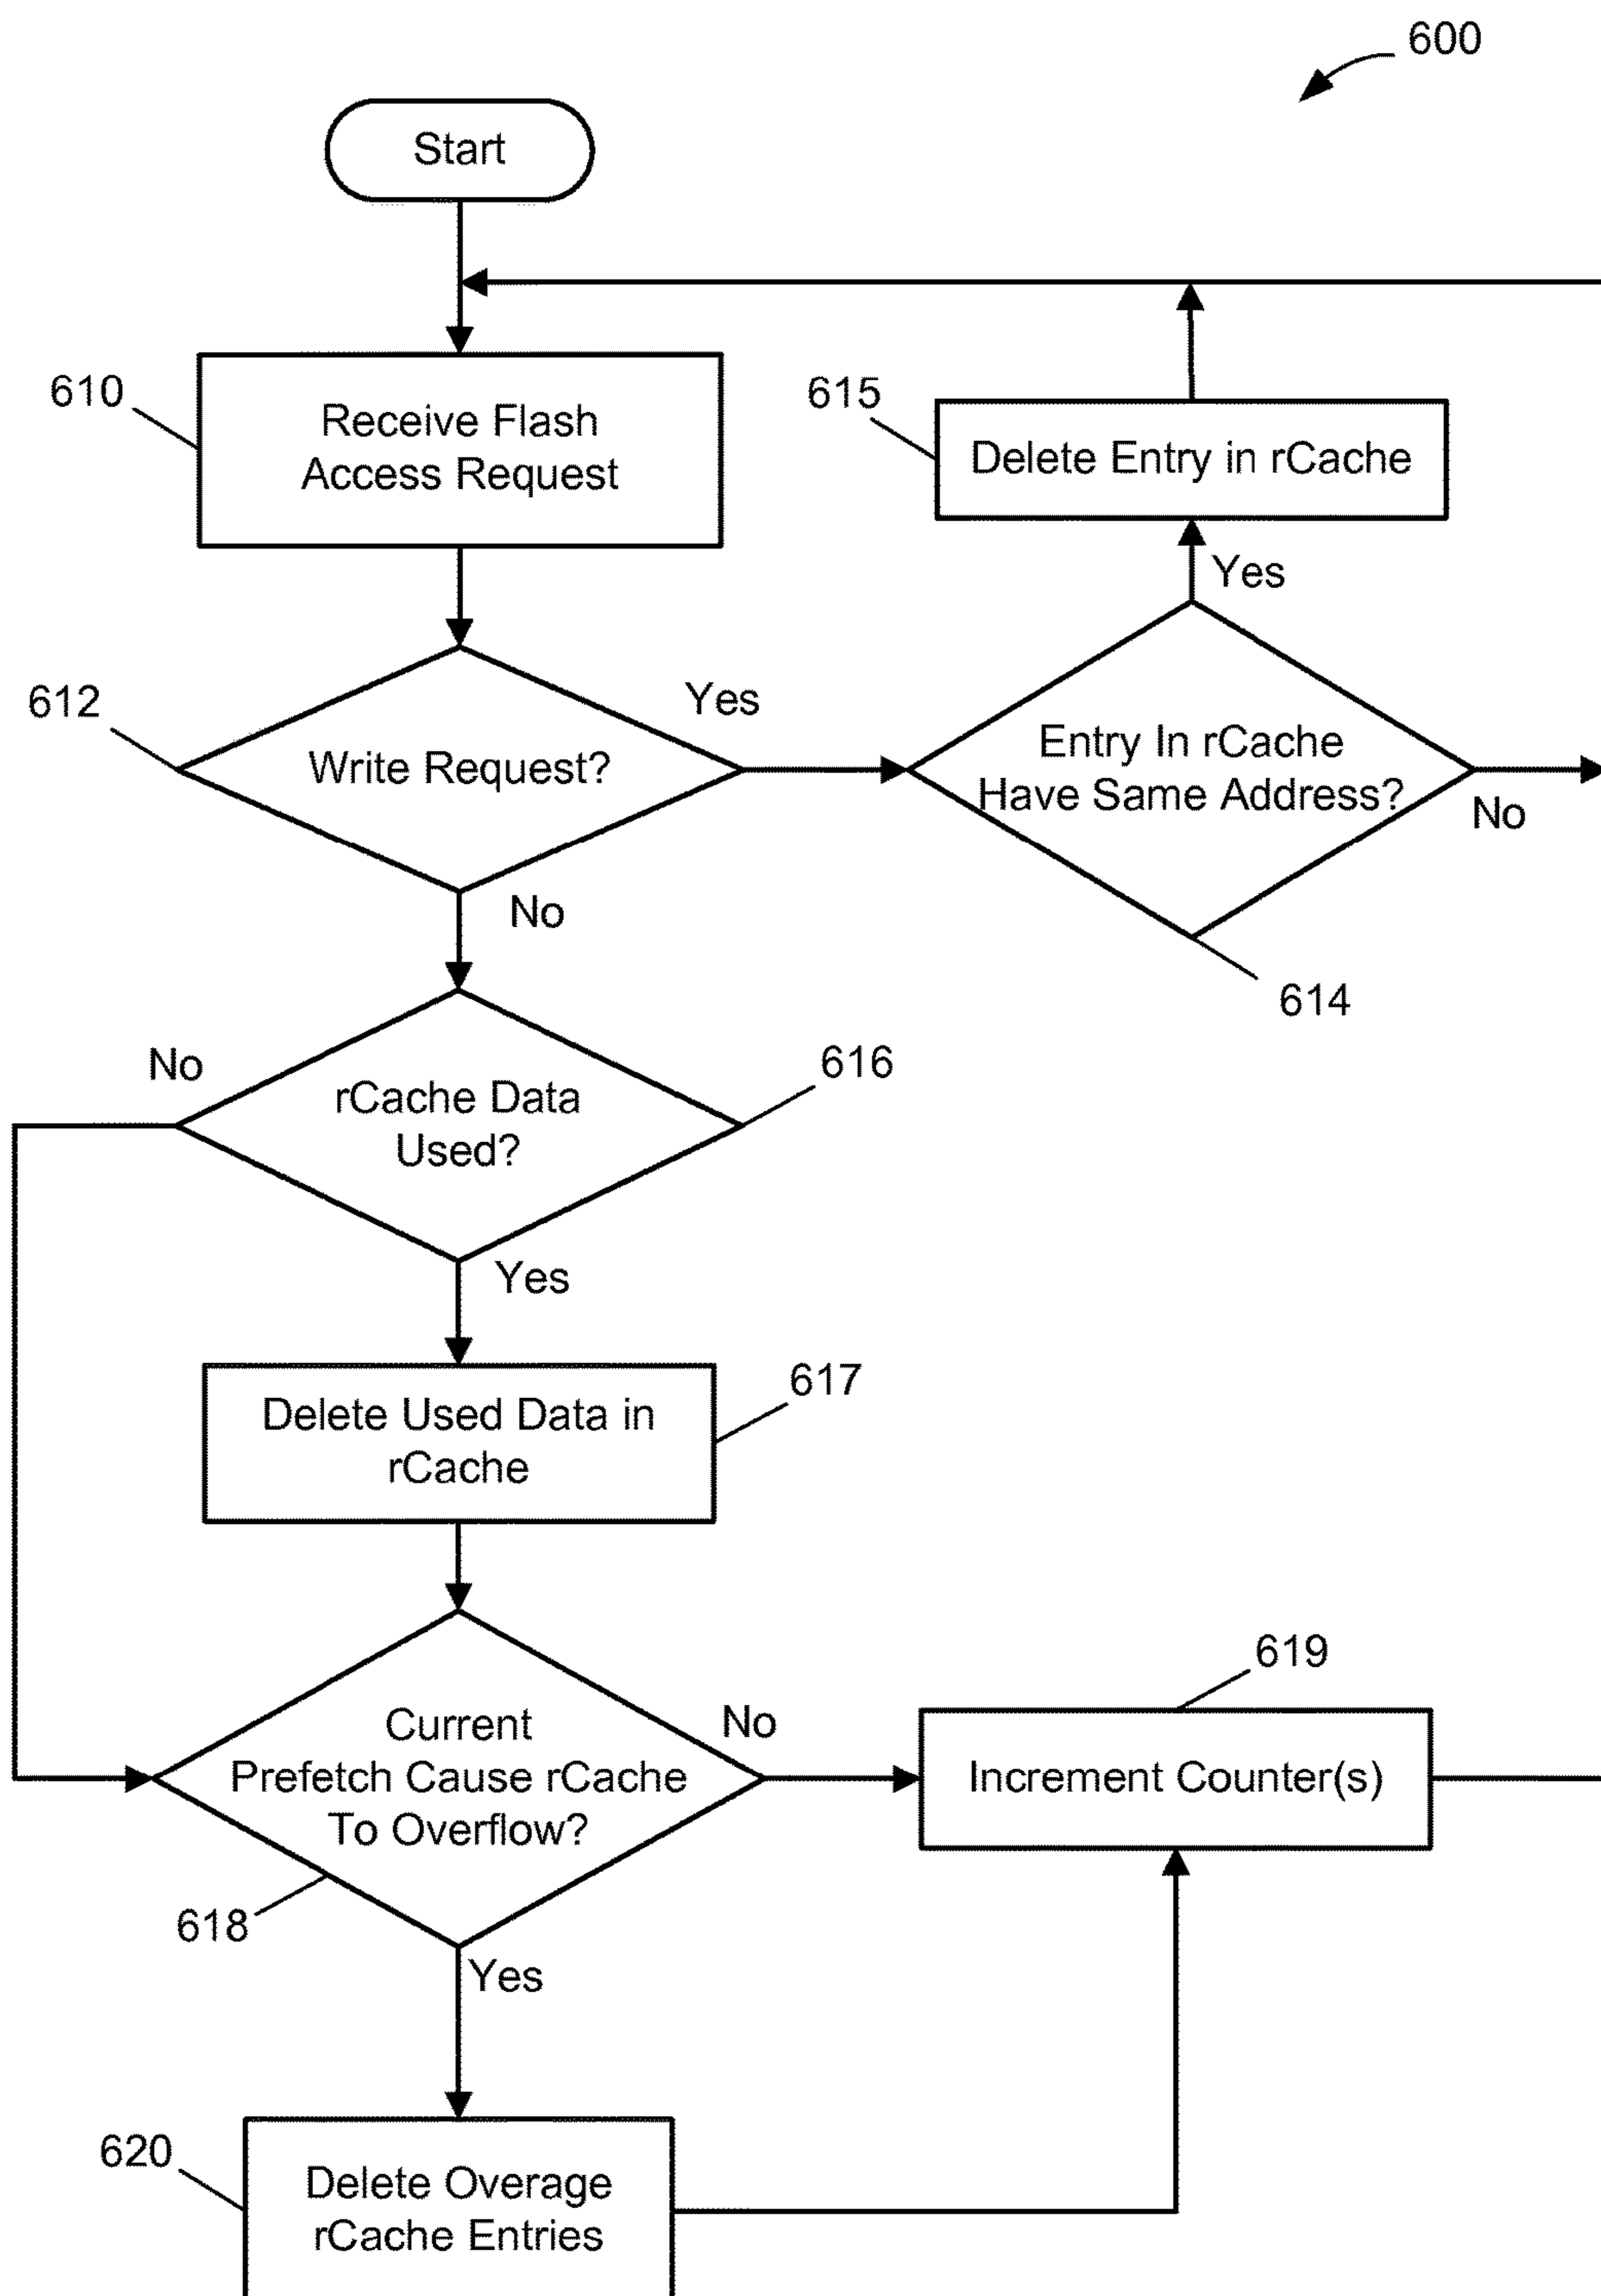 600
Start
610
Receive Flash
Access Request
615
Delete Entry in rCache
Yes
612
Write Request?
Yes
Entry In rCache
Have Same Address?
No
614
No
No
616
rCache Data
Used?
Yes
617
Delete Used Data in
rCache
619
Current
Prefetch Cause rCache
To Overflow?
No
Increment Counter(s)
618
Yes
620
Delete Overage
rCache Entries